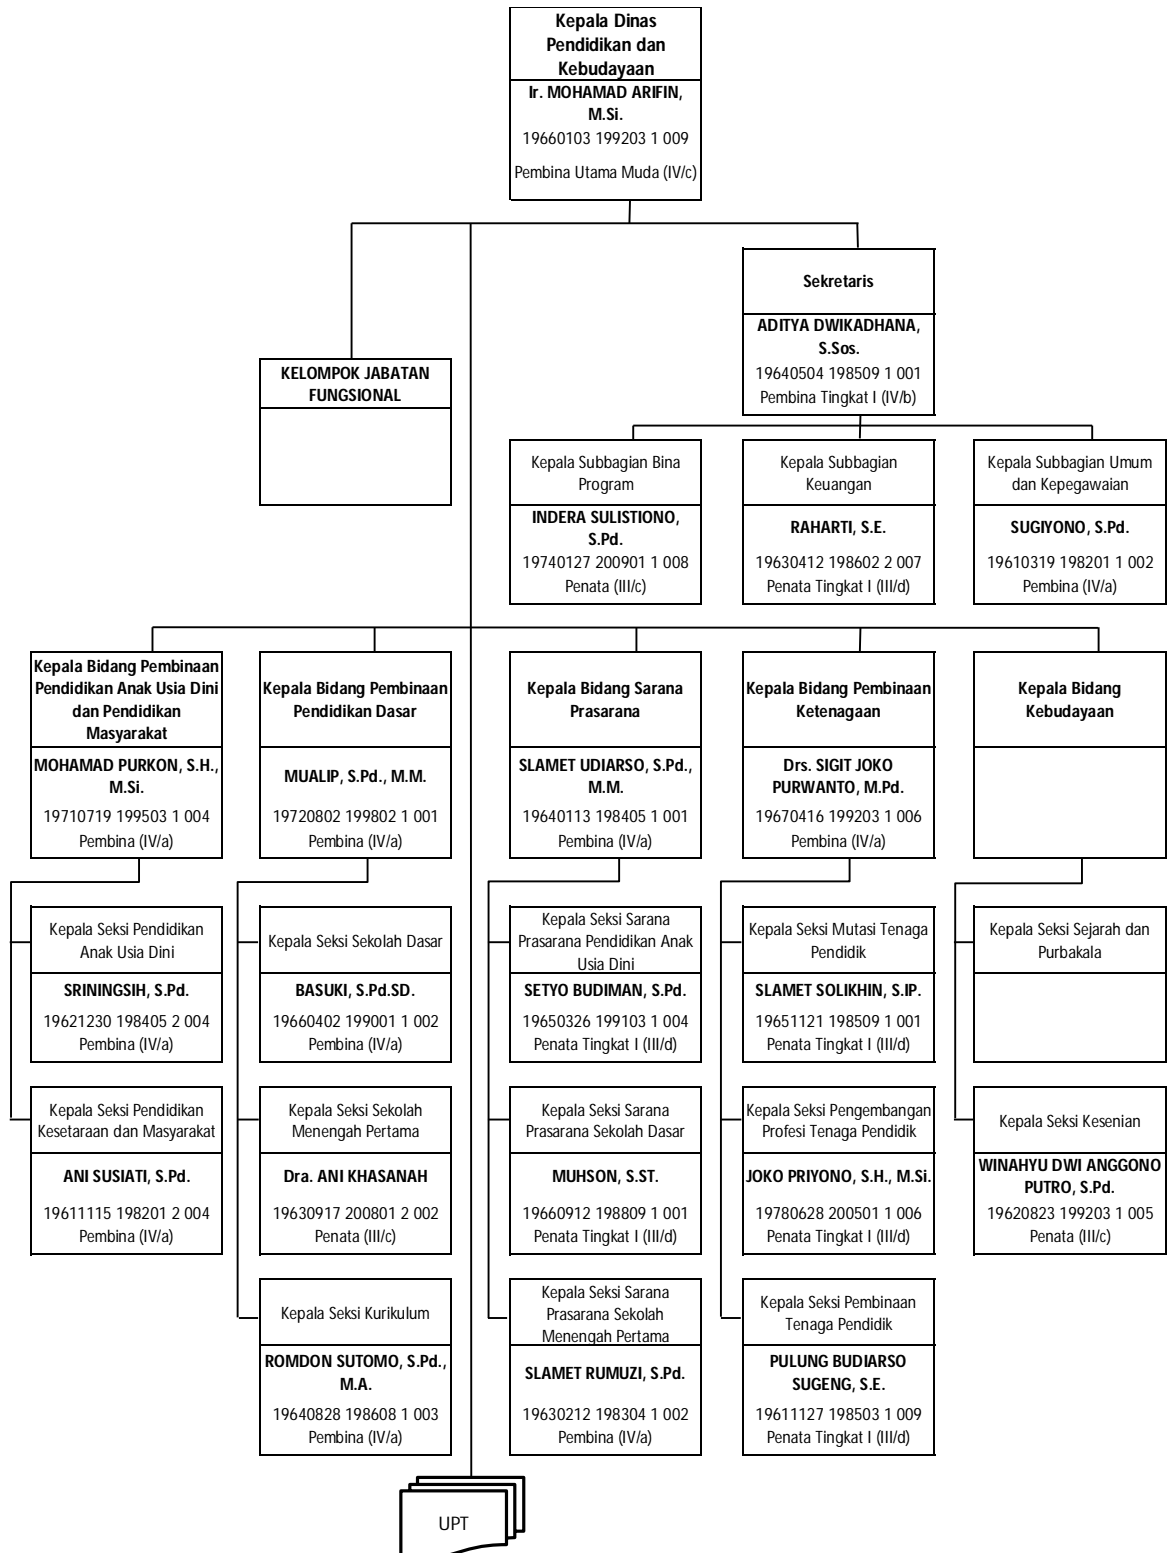 Kepala Dinas
Pendidikan dan
Kebudayaan
Ir. MOHAMAD ARIFIN,
M.Si.
19660103 199203 1 009
Pembina Utama Muda (IV/c)
Sekretaris
ADITYA DWIKADHANA,
S.Sos.
19640504 198509 1 001
Pembina Tingkat I (IV/b)
KELOMPOK JABATAN
FUNGSIONAL
Kepala Subbagian Bina
Program
INDERA SULISTIONO,
S.Pd.
19740127 200901 1 008
Penata (III/c)
Kepala Subbagian
Keuangan
RAHARTI, S.E.
19630412 198602 2 007
Penata Tingkat I (III/d)
Kepala Subbagian Umum
dan Kepegawaian
SUGIYONO, S.Pd.
19610319 198201 1 002
Pembina (IV/a)
Kepala Bidang Pembinaan
Pendidikan Anak Usia Dini
dan Pendidikan
Masyarakat
MOHAMAD PURKON, S.H.,
M.Si.
19710719 199503 1 004
Pembina (IV/a)
Kepala Bidang Pembinaan
Pendidikan Dasar
MUALIP, S.Pd., M.M.
19720802 199802 1 001
Pembina (IV/a)
Kepala Bidang Sarana
Prasarana
SLAMET UDIARSO, S.Pd.,
M.M.
19640113 198405 1 001
Pembina (IV/a)
Kepala Bidang Pembinaan
Ketenagaan
Drs. SIGIT JOKO
PURWANTO, M.Pd.
19670416 199203 1 006
Pembina (IV/a)
Kepala Bidang
Kebudayaan
Kepala Seksi Pendidikan
Anak Usia Dini
SRININGSIH, S.Pd.
19621230 198405 2 004
Pembina (IV/a)
Kepala Seksi Sekolah Dasar
BASUKI, S.Pd.SD.
19660402 199001 1 002
Pembina (IV/a)
Kepala Seksi Sarana
Prasarana Pendidikan Anak
Usia Dini
SETYO BUDIMAN, S.Pd.
19650326 199103 1 004
Penata Tingkat I (III/d)
Kepala Seksi Mutasi Tenaga
Pendidik
SLAMET SOLIKHIN, S.IP.
19651121 198509 1 001
Penata Tingkat I (III/d)
Kepala Seksi Sejarah dan
Purbakala
Kepala Seksi Pendidikan
Kesetaraan dan Masyarakat
ANI SUSIATI, S.Pd.
19611115 198201 2 004
Pembina (IV/a)
Kepala Seksi Sekolah
Menengah Pertama
Dra. ANI KHASANAH
19630917 200801 2 002
Penata (III/c)
Kepala Seksi Sarana
Prasarana Sekolah Dasar
MUHSON, S.ST.
19660912 198809 1 001
Penata Tingkat I (III/d)
Kepala Seksi Pengembangan
Profesi Tenaga Pendidik
JOKO PRIYONO, S.H., M.Si.
19780628 200501 1 006
Penata Tingkat I (III/d)
Kepala Seksi Kesenian
WINAHYU DWI ANGGONO
PUTRO, S.Pd.
19620823 199203 1 005
Penata (III/c)
Kepala Seksi Kurikulum
ROMDON SUTOMO, S.Pd.,
M.A.
19640828 198608 1 003
Pembina (IV/a)
Kepala Seksi Sarana
Prasarana Sekolah
Menengah Pertama
SLAMET RUMUZI, S.Pd.
19630212 198304 1 002
Pembina (IV/a)
Kepala Seksi Pembinaan
Tenaga Pendidik
PULUNG BUDIARSO
SUGENG, S.E.
19611127 198503 1 009
Penata Tingkat I (III/d)
UPT